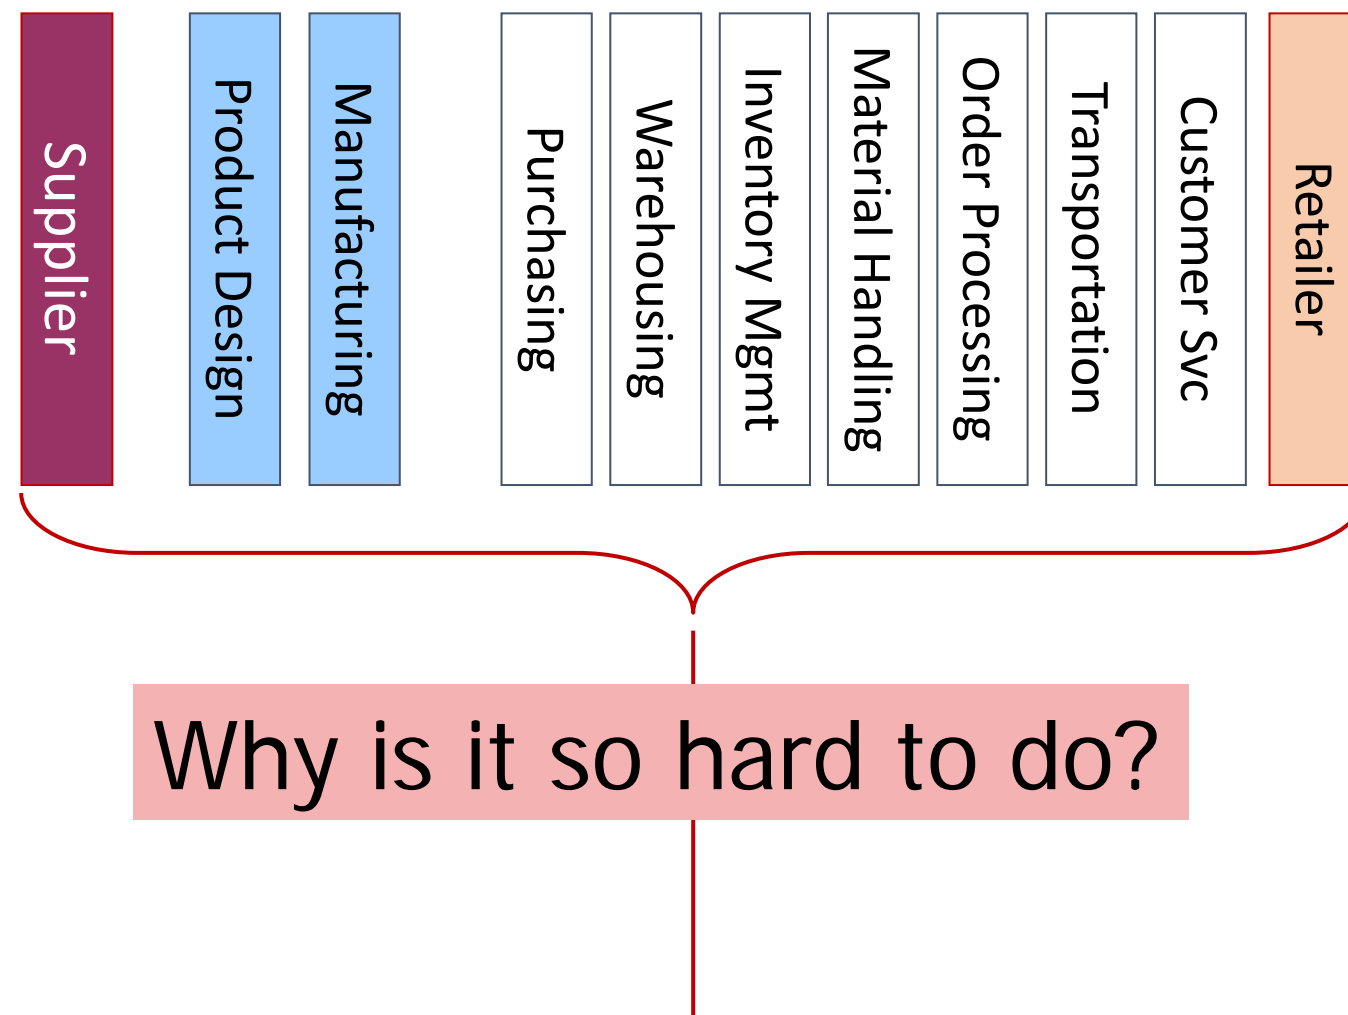 Supplier
Product Design
Manufacturing
Purchasing
Warehousing
Inventory Mgmt
Material Handling
Order Processing
Transportation
Customer Svc
Retailer
Why is it so hard to do?